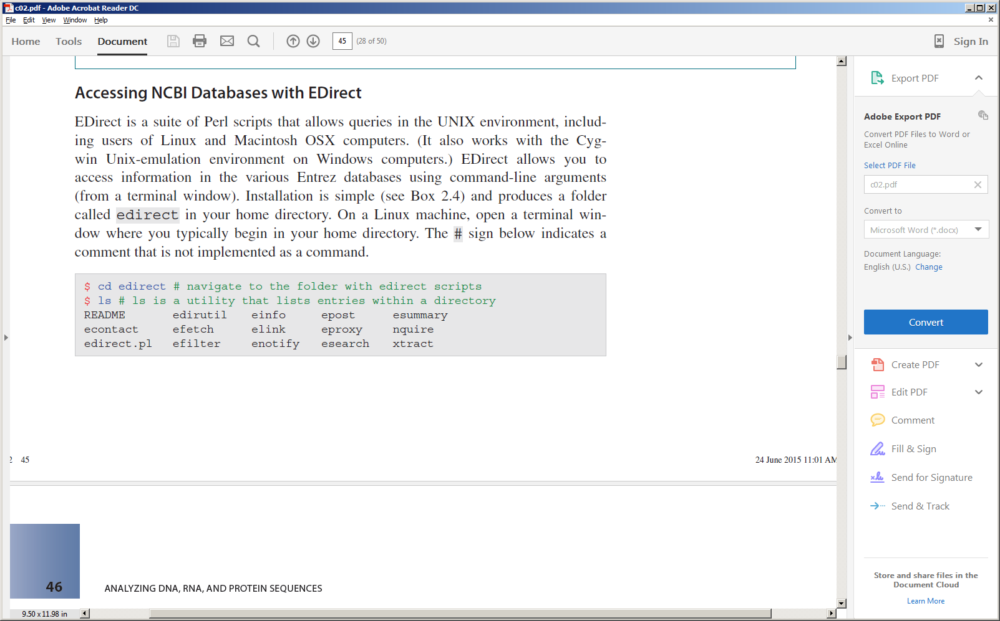 c02.pdf - Adobe Acrobat Reader DC
File Edit View Window Help
Home Tools Document 45 (28 of 50) Sign In
Accessing NCBI Databases with EDirect
EDirect is a suite of Perl scripts that allows queries in the UNIX environment, includ-
ing users of Linux and Macintosh OSX computers. (It also works with the Cyg-
win Unix-emulation environment on Windows computers.) EDirect allows you to
access information in the various Entrez databases using command-line arguments
(from a terminal window). Installation is simple (see Box 2.4) and produces a folder
called edirect in your home directory. On a Linux machine, open a terminal win-
dow where you typically begin in your home directory. The # sign below indicates a
comment that is not implemented as a command.
$ cd edirect # navigate to the folder with edirect scripts
$ ls # ls is a utility that lists entries within a directory
README edirutil einfo epost esummary
econtact efetch elink eproxy nquire
edirect.pl efilter enotify esearch xtract
2 45 24 June 2015 11:01 AM
46 ANALYZING DNA, RNA, AND PROTEIN SEQUENCES
9.50 x 11.98 in
Export PDF
Adobe Export PDF
Convert PDF Files to Word or
Excel Online
Select PDF File
c02.pdf
Convert to
Microsoft Word (*.docx)
Document Language:
English (U.S.) Change
Convert
Create PDF
Edit PDF
Comment
Fill & Sign
Send for Signature
Send & Track
Store and share files in the
Document Cloud
Learn More